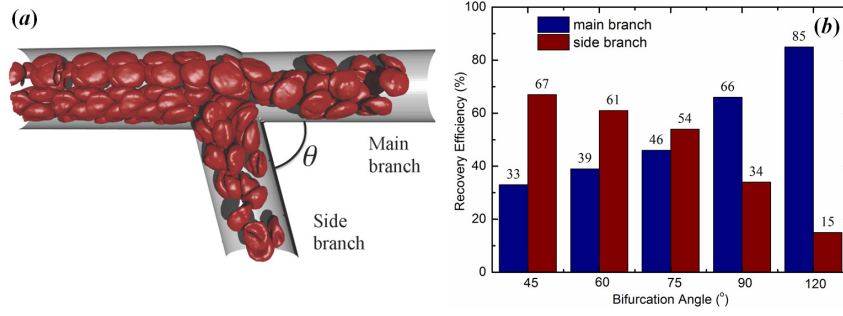 (a)
Main
branch
θ
Side
branch
(b)
main branch
side branch
Recovery Efficiency (%)
100
80
60
40
20
0
33
67
39
61
46
54
66
34
85
15
45
60
75
90
120
Bifurcation Angle (°)